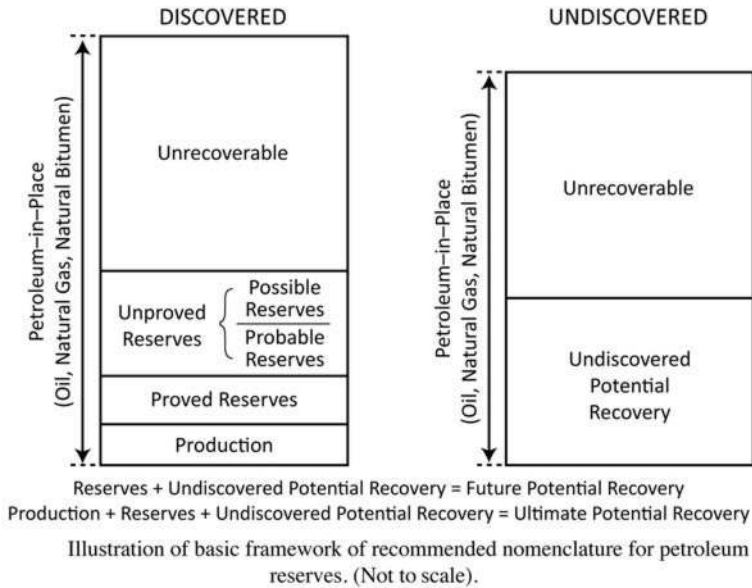 DISCOVERED
Petroleum–in–Place
(Oil, Natural Gas, Natural Bitumen)
Unrecoverable
Unproved
Reserves
Possible
Reserves
Probable
Reserves
Proved Reserves
Production
UNDISCOVERED
Petroleum–in–Place
(Oil, Natural Gas, Natural Bitumen)
Unrecoverable
Undiscovered
Potential
Recovery
Reserves + Undiscovered Potential Recovery = Future Potential Recovery
Production + Reserves + Undiscovered Potential Recovery = Ultimate Potential Recovery
Illustration of basic framework of recommended nomenclature for petroleum
reserves. (Not to scale).